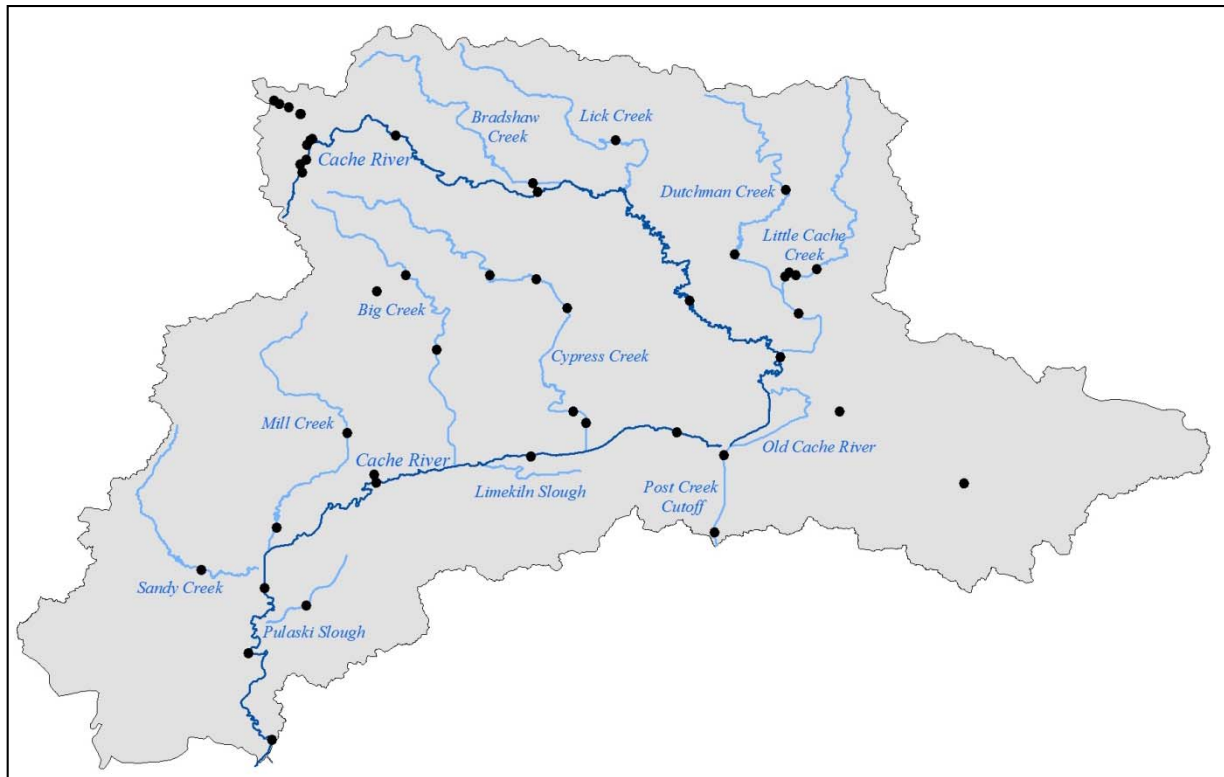 Bradshaw
Creek
Lick Creek
Cache River
Dutchman Creek
Little Cache
Creek
Big Creek
Cypress Creek
Mill Creek
Old Cache River
Cache River
Limekiln Slough
Post Creek
Cutoff
Sandy Creek
Pulaski Slough